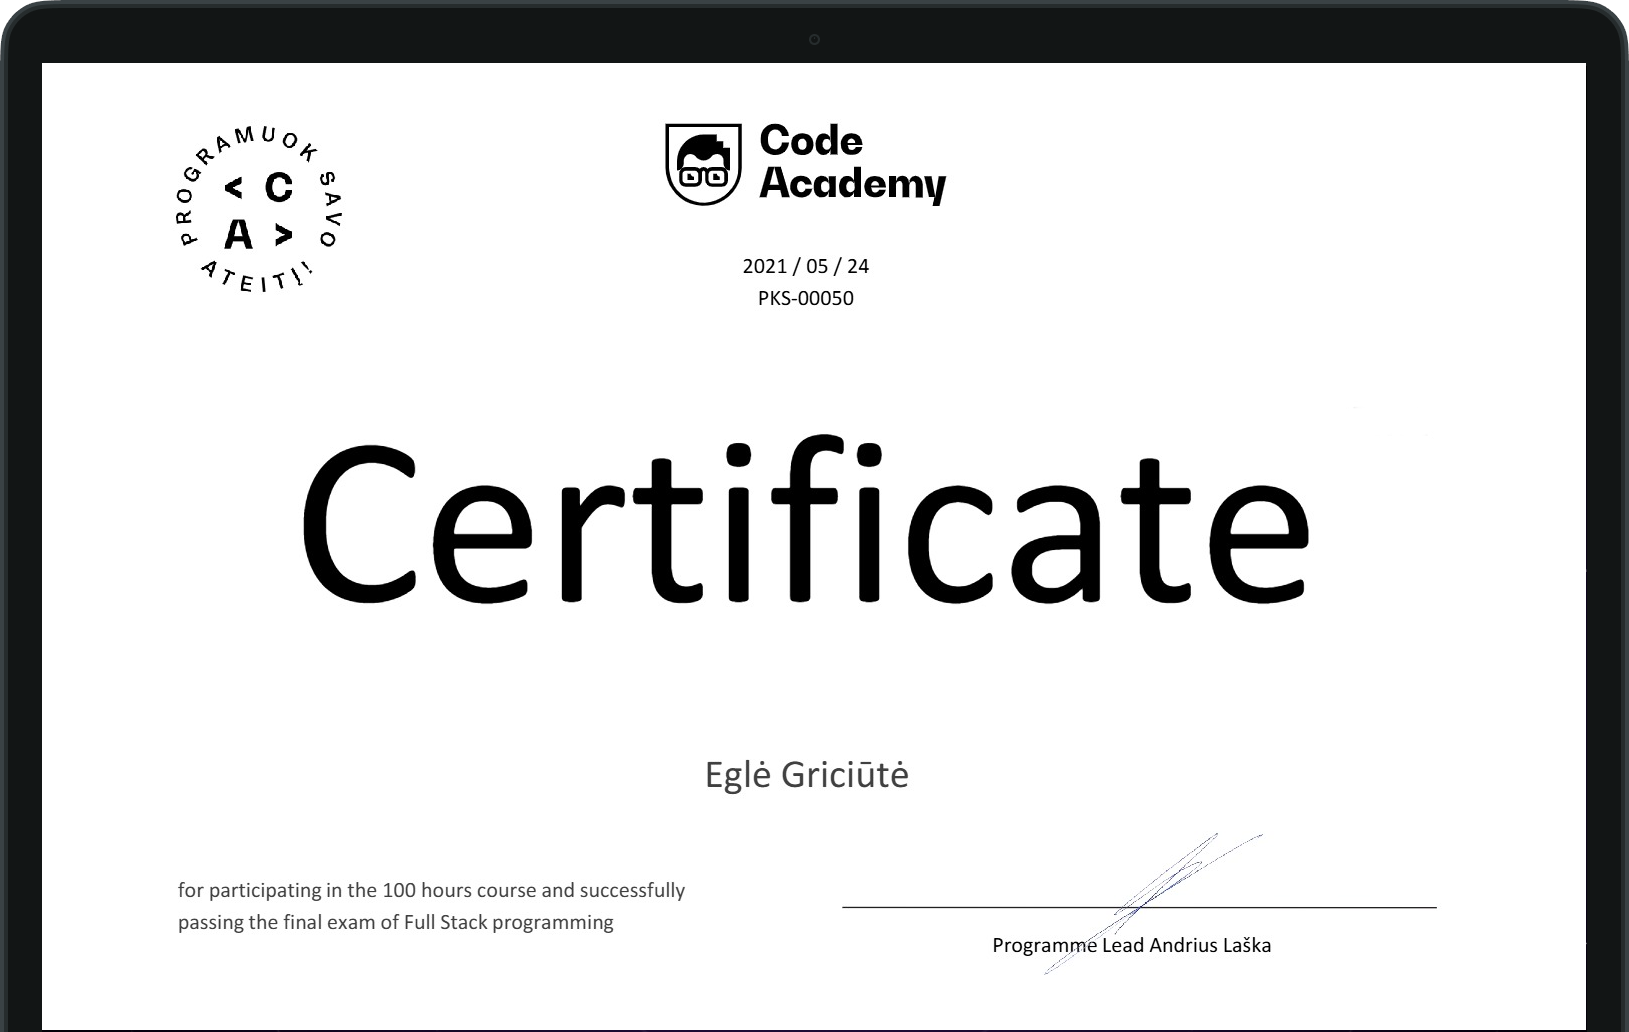 PROGRAMUOK SAVO ATEITĮ!
<C
A>
Code
Academy
2021 / 05 / 24
PKS-00050
Certificate
Eglė Griciūtė
for participating in the 100 hours course and successfully
passing the final exam of Full Stack programming
Programme Lead Andrius Laška